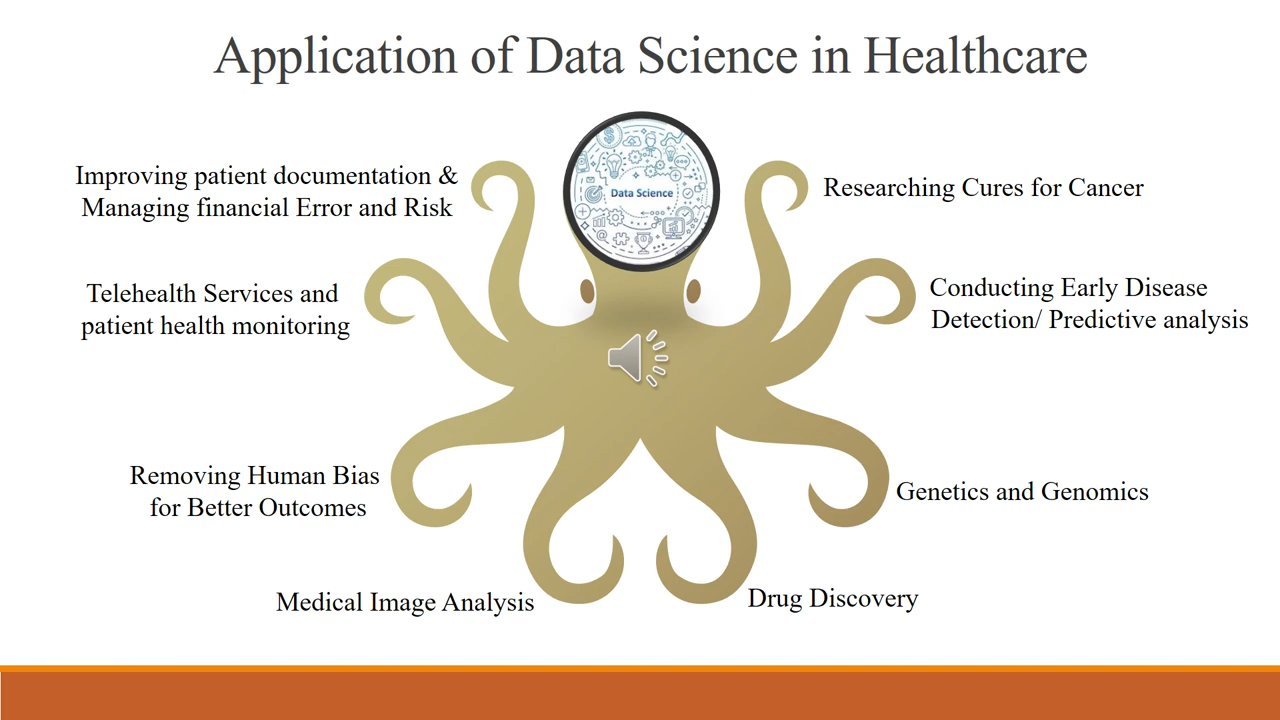 Application of Data Science in Healthcare
Data Science
Improving patient documentation &
Managing financial Error and Risk
Researching Cures for Cancer
Telehealth Services and
patient health monitoring
Conducting Early Disease
Detection/ Predictive analysis
Removing Human Bias
for Better Outcomes
Genetics and Genomics
Medical Image Analysis
Drug Discovery